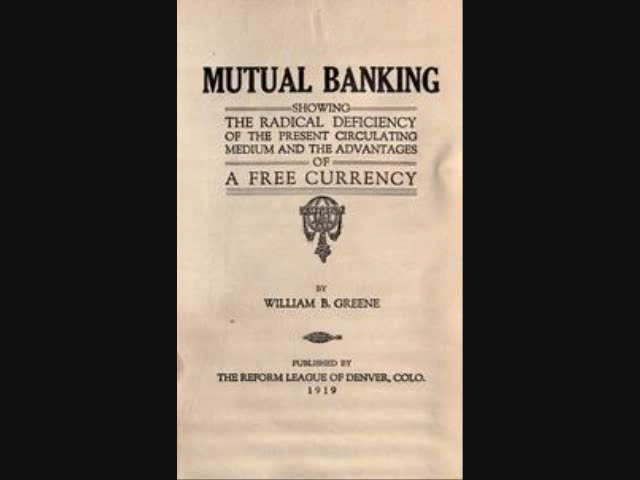 MUTUAL BANKING
SHOWING
THE RADICAL DEFICIENCY
OF THE PRESENT CIRCULATING
MEDIUM AND THE ADVANTAGES
OF
A FREE CURRENCY
BY
WILLIAM B. GREENE
PUBLISHED BY
THE REFORM LEAGUE OF DENVER, COLO.
1919